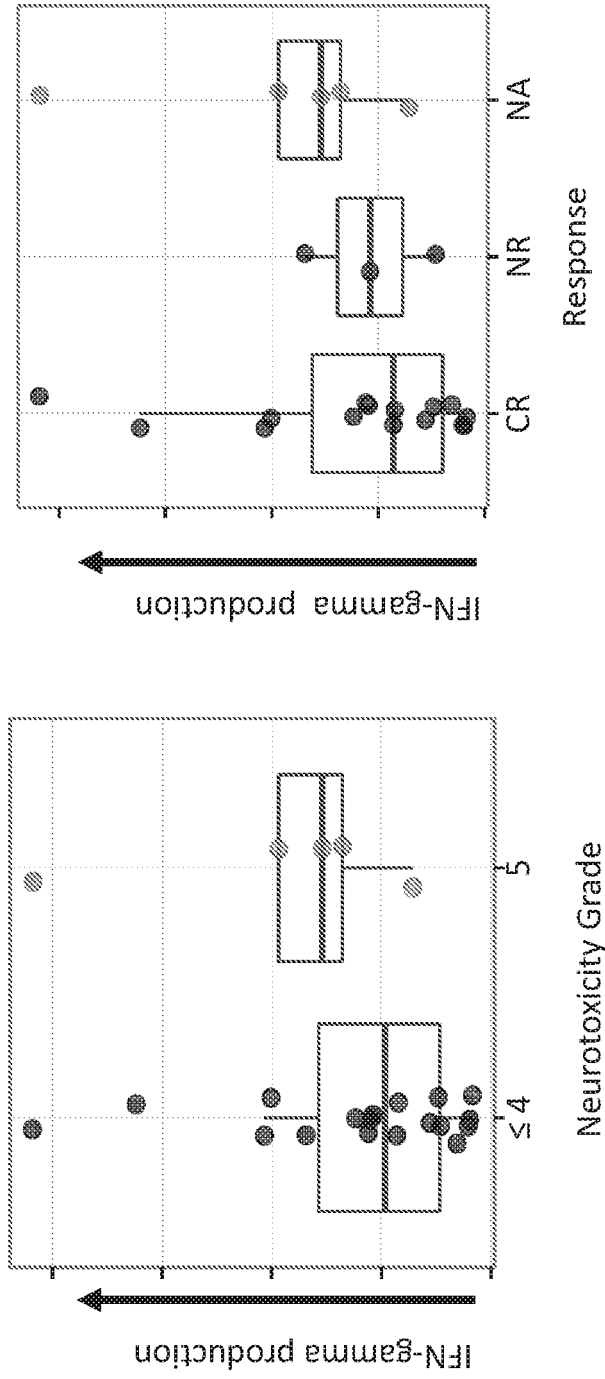 IFN-gamma production
CR
NR
NA
Response
IFN-gamma production
≤4
5
Neurotoxicity Grade